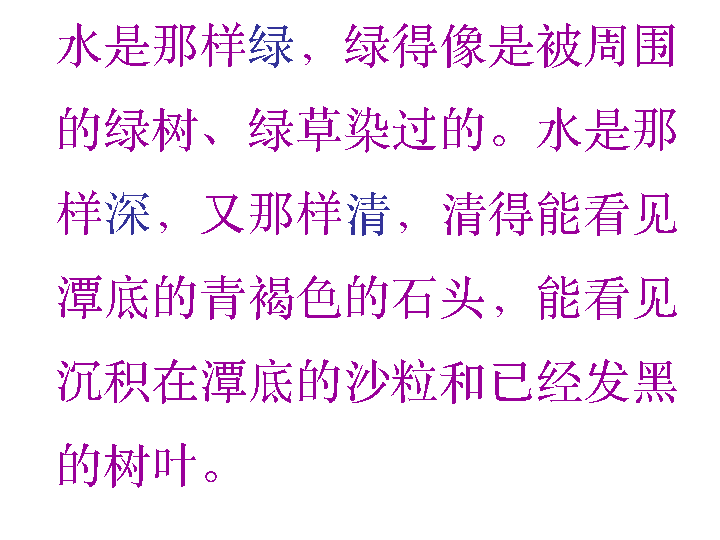 水是那样绿，绿得像是被周围
的绿树、绿草染过的。水是那
样深，又那样清，清得能看见
潭底的青褐色的石头，能看见
沉积在潭底的沙粒和已经发黑
的树叶。